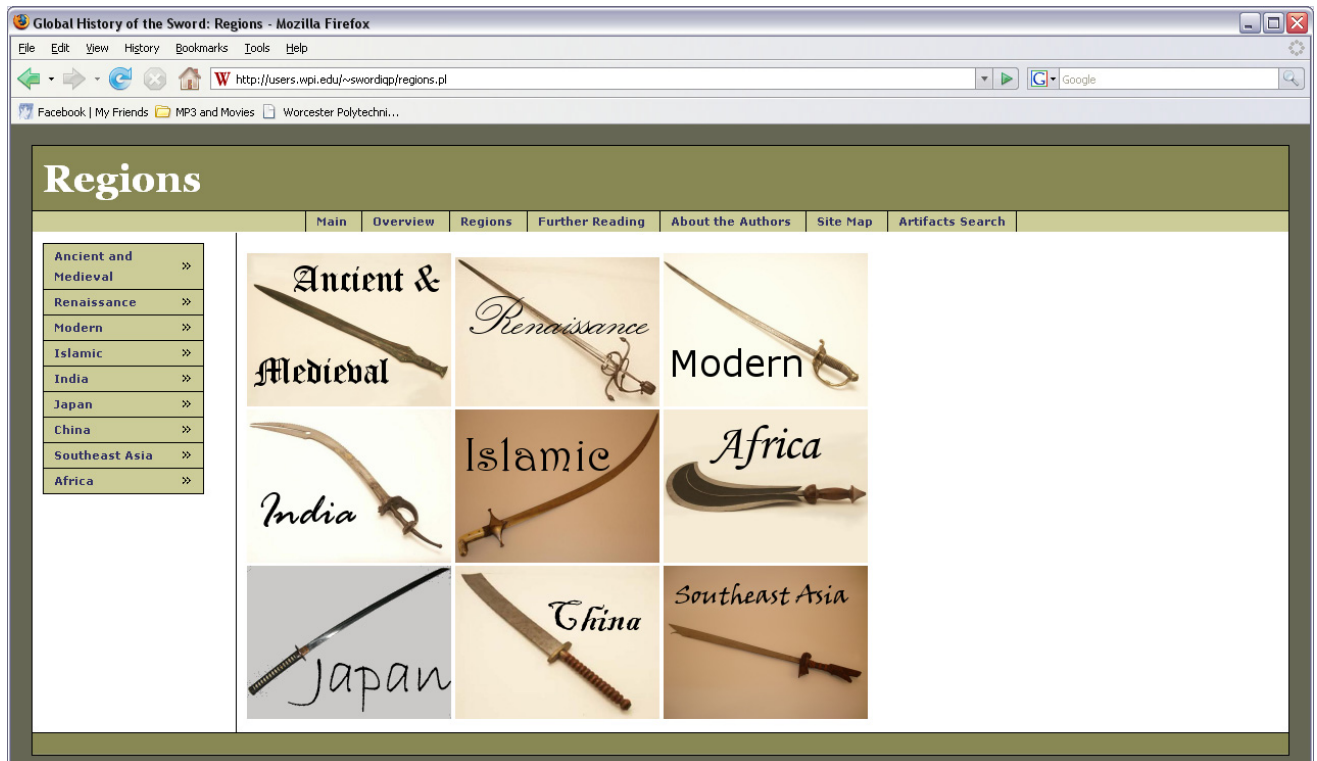 Global History of the Sword: Regions - Mozilla Firefox
File Edit View History Bookmarks Tools Help
http://users.wpi.edu/~swordiqp/regions.pl
Google
Facebook | My Friends MP3 and Movies Worcester Polytechni...
Regions
Main Overview Regions Further Reading About the Authors Site Map Artifacts Search
Ancient and
Medieval »
Renaissance »
Modern »
Islamic »
India »
Japan »
China »
Southeast Asia »
Africa »
Ancient &
Medieval
Renaissance
Modern
India
Islamic
Africa
Japan
China
Southeast Asia